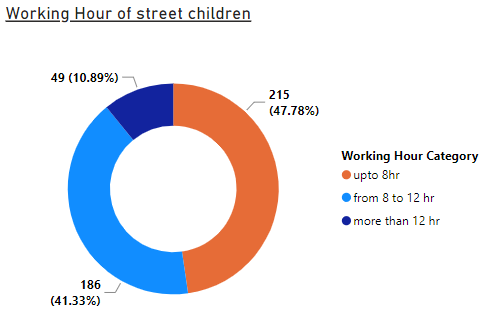 Working Hour of street children
49 (10.89%)
215
(47.78%)
Working Hour Category
upto 8hr
from 8 to 12 hr
more than 12 hr
186
(41.33%)